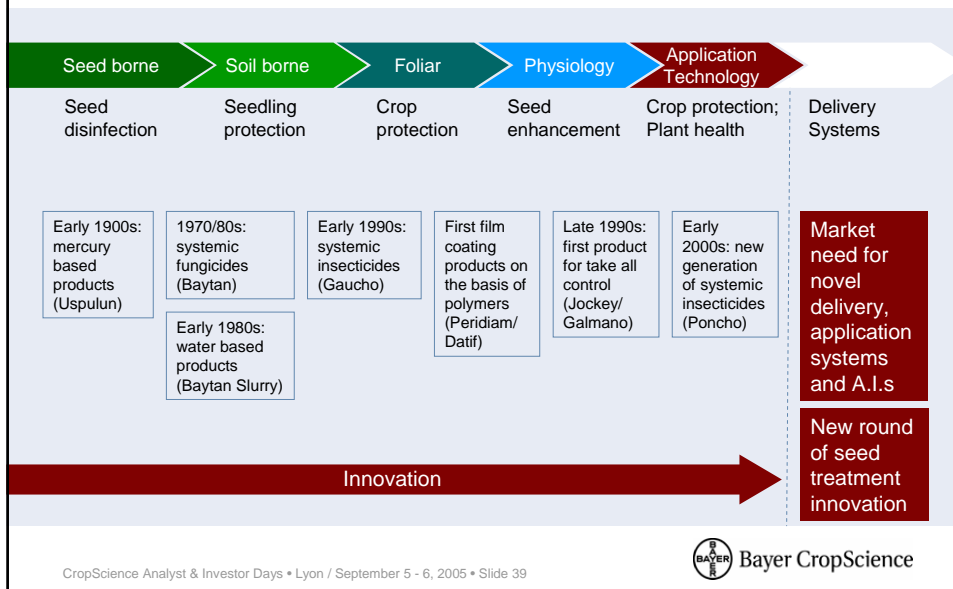 Seed borne
Soil borne
Foliar
Physiology
Application
Technology
Seed
disinfection
Seedling
protection
Crop
protection
Seed
enhancement
Crop protection;
Plant health
Delivery
Systems
Early 1900s:
mercury
based
products
(Uspulun)
1970/80s:
systemic
fungicides
(Baytan)
Early 1980s:
water based
products
(Baytan Slurry)
Early 1990s:
systemic
insecticides
(Gaucho)
First film
coating
products on
the basis of
polymers
(Peridiam/
Datif)
Late 1990s:
first product
for take all
control
(Jockey/
Galmano)
Early
2000s: new
generation
of systemic
insecticides
(Poncho)
Market
need for
novel
delivery,
application
systems
and A.I.s
New round
of seed
treatment
innovation
Innovation
CropScience Analyst & Investor Days • Lyon / September 5 - 6, 2005 • Slide 39
BAYER
BAYER
Bayer CropScience